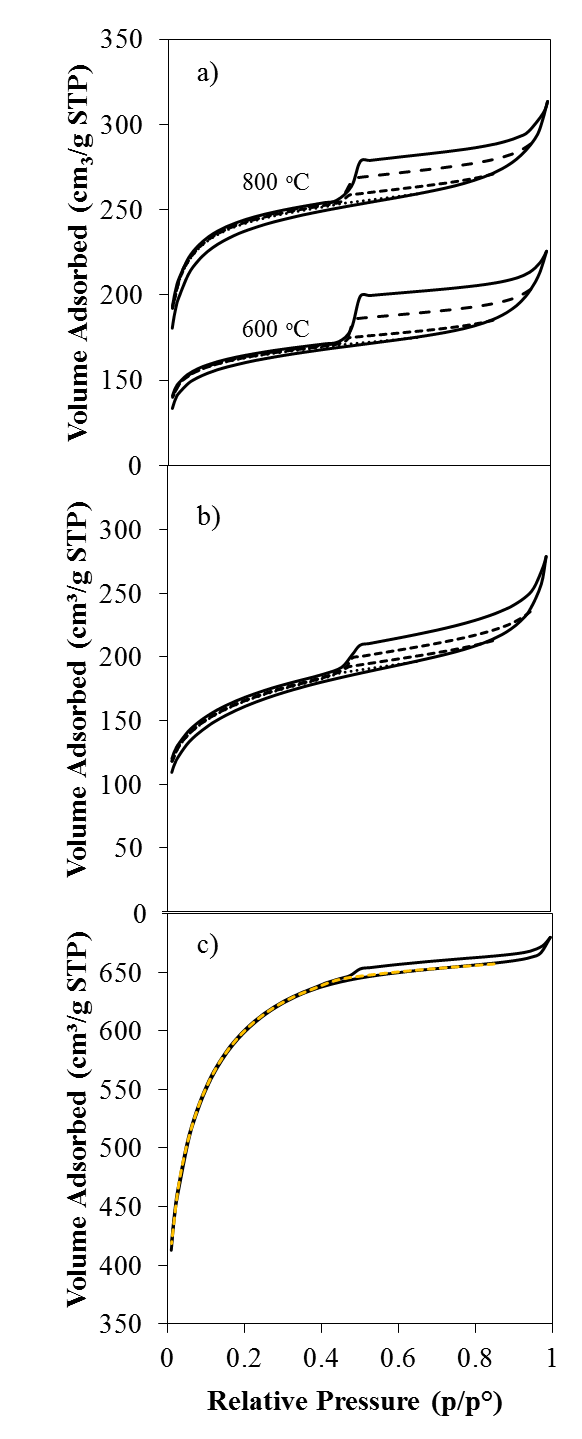 350
a)
300
800 °C
250
200
600 °C
150
0
Volume Adsorbed (cm₃/g STP)
b)
300
250
200
150
100
50
0
Volume Adsorbed (cm³/g STP)
c)
650
600
550
500
450
400
350
Volume Adsorbed (cm³/g STP)
0 0.2 0.4 0.6 0.8 1
Relative Pressure (p/p°)